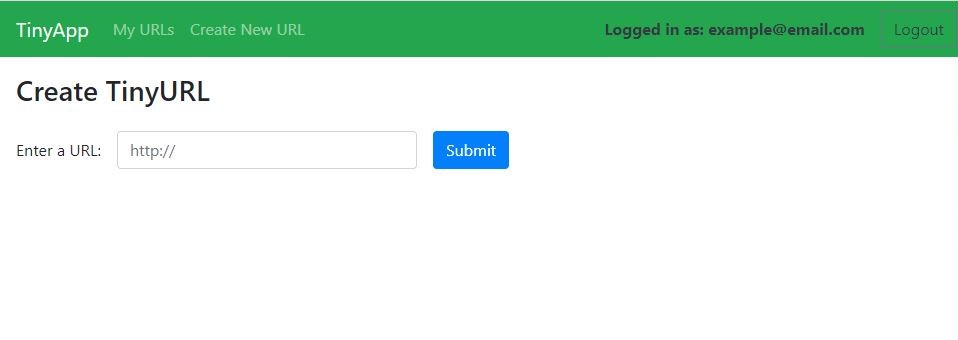 TinyApp My URLs Create New URL Logged in as: example@email.com Logout
Create TinyURL
Enter a URL: http:// Submit